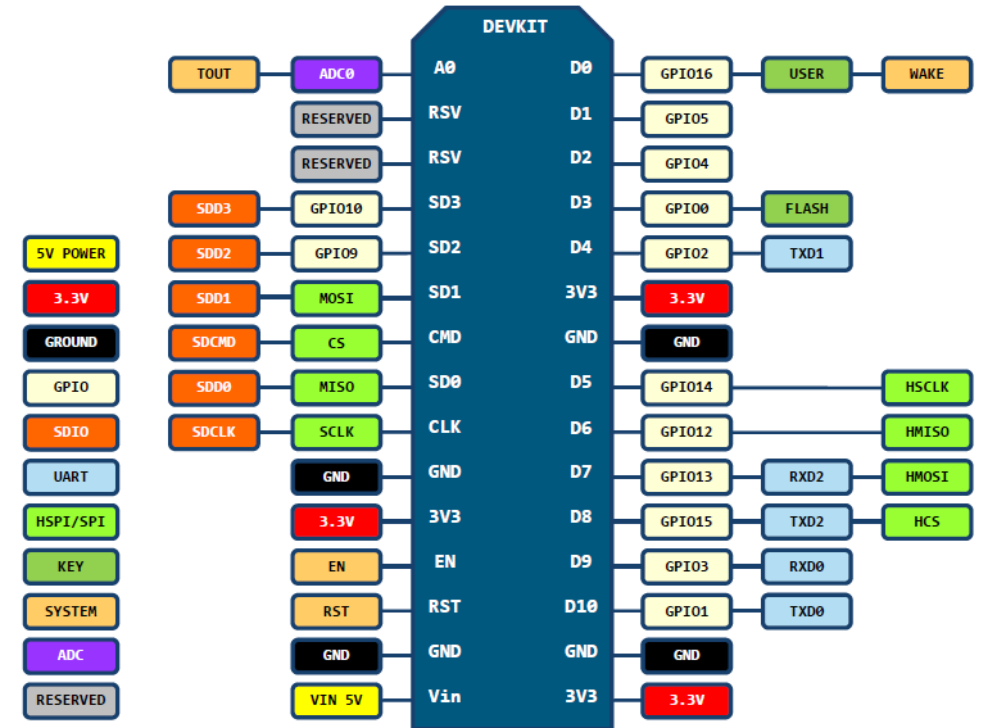 DEVKIT
TOUT ADC0 A0 D0 GPIO16 USER WAKE
RESERVED RSV D1 GPIO5
RESERVED RSV D2 GPIO4
SDD3 GPIO10 SD3 D3 GPIO0 FLASH
5V POWER SDD2 GPIO9 SD2 D4 GPIO2 TXD1
3.3V SDD1 MOSI SD1 3V3 3.3V
GROUND SDCMD CS CMD GND GND
GPIO SDD0 MISO SD0 D5 GPIO14 HSCLK
SDIO SDCLK SCLK CLK D6 GPIO12 HMISO
UART GND GND D7 GPIO13 RXD2 HMOSI
HSPI/SPI 3.3V 3V3 D8 GPIO15 TXD2 HCS
KEY EN EN D9 GPIO3 RXD0
SYSTEM RST RST D10 GPIO1 TXD0
ADC GND GND GND GND
RESERVED VIN 5V Vin 3V3 3.3V